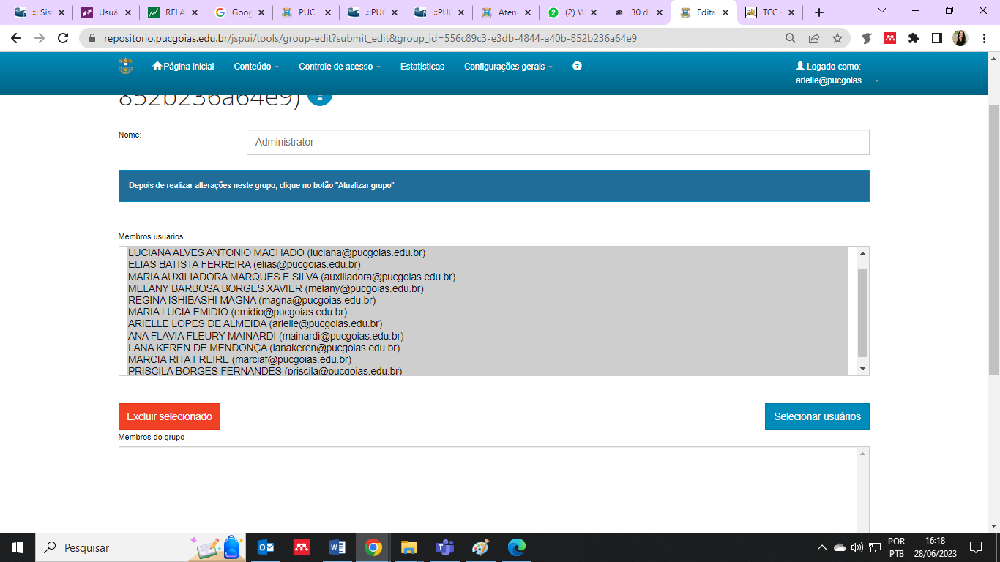 ::: Sis
Usuá
RELA
Goog
PUC
.::PUC
.::PUC
Aten
(2) W
30 di
Edita
TCC
repositorio.pucgoias.edu.br/jspui/tools/group-edit?submit_edit&group_id=556c89c3-e3db-4844-a40b-852b236a64e9
Página inicial
Conteúdo
Controle de acesso
Estatísticas
Configurações gerais
Logado como:
arielle@pucgoias....
852b236a64e9)
Nome:
Administrator
Depois de realizar alterações neste grupo, clique no botão "Atualizar grupo"
Membros usuários
LUCIANA ALVES ANTONIO MACHADO (luciana@pucgoias.edu.br)
ELIAS BATISTA FERREIRA (elias@pucgoias.edu.br)
MARIA AUXILIADORA MARQUES E SILVA (auxiliadora@pucgoias.edu.br)
MELANY BARBOSA BORGES XAVIER (melany@pucgoias.edu.br)
REGINA ISHIBASHI MAGNA (magna@pucgoias.edu.br)
MARIA LUCIA EMIDIO (emidio@pucgoias.edu.br)
ARIELLE LOPES DE ALMEIDA (arielle@pucgoias.edu.br)
ANA FLAVIA FLEURY MAINARDI (mainardi@pucgoias.edu.br)
LANA KEREN DE MENDONÇA (lanakeren@pucgoias.edu.br)
MARCIA RITA FREIRE (marciaf@pucgoias.edu.br)
PRISCILA BORGES FERNANDES (priscila@pucgoias.edu.br)
Excluir selecionado
Selecionar usuários
Membros do grupo
Pesquisar
POR
PTB
16:18
28/06/2023